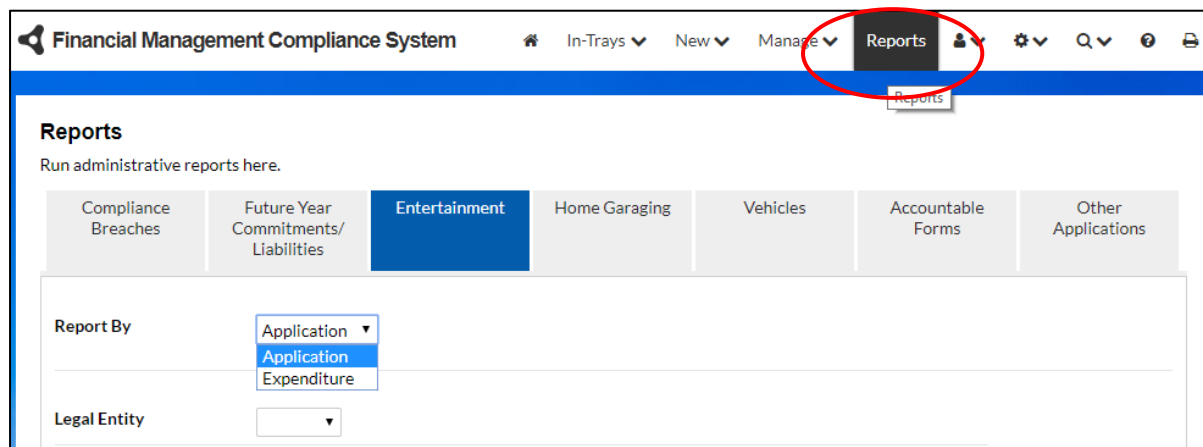 Financial Management Compliance System In-Trays New Manage Reports
Reports
Reports
Run administrative reports here.
Compliance Breaches
Future Year Commitments/ Liabilities
Entertainment
Home Garaging
Vehicles
Accountable Forms
Other Applications
Report By
Application
Application
Expenditure
Legal Entity